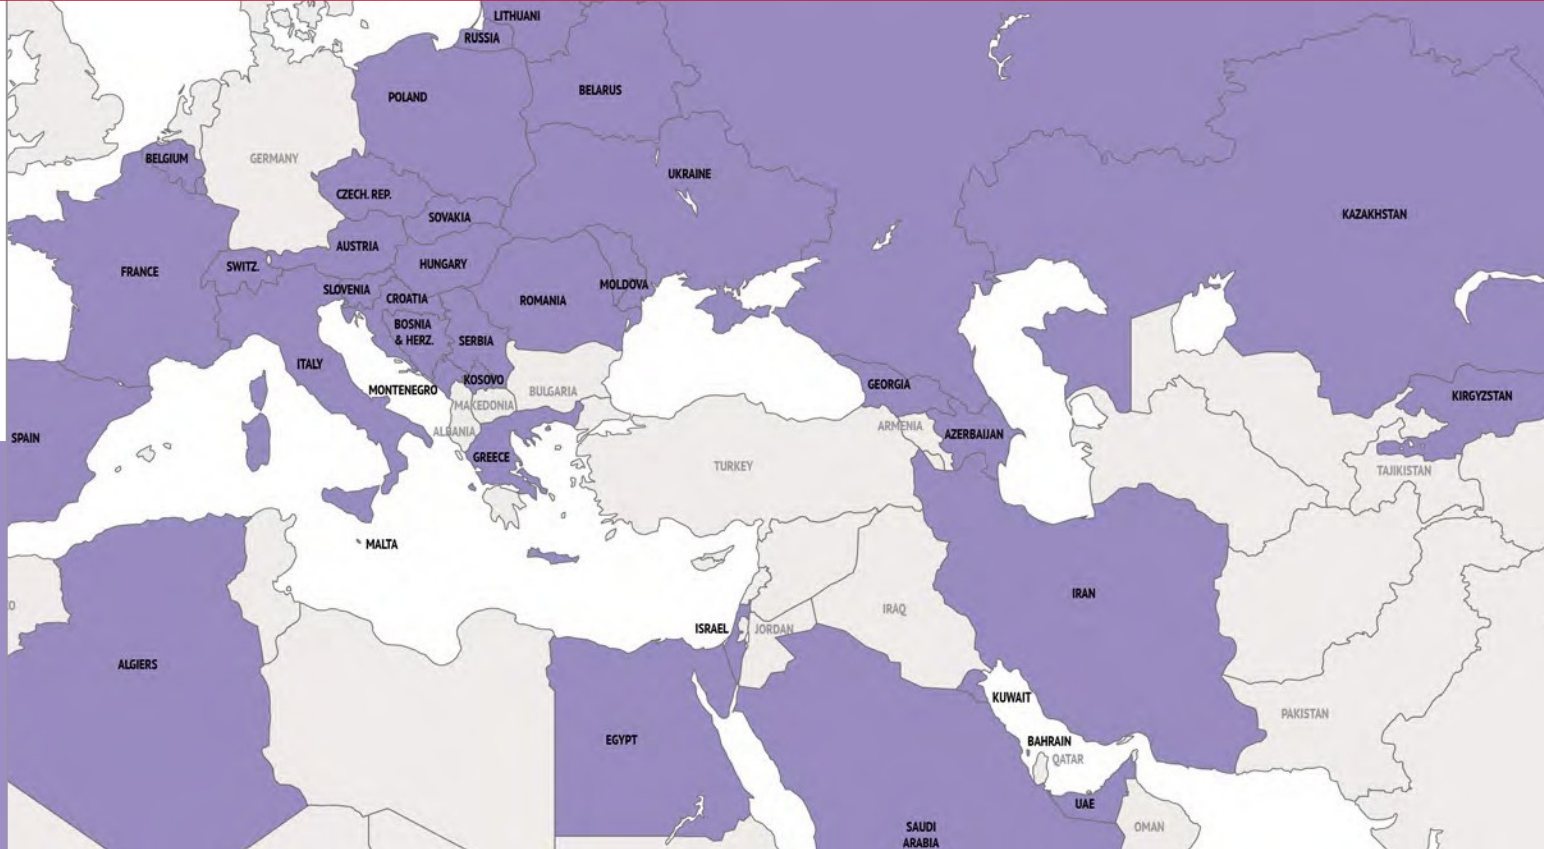 LITHUANI
RUSSIA
POLAND
BELARUS
BELGIUM
GERMANY
UKRAINE
CZECH. REP.
SOVAKIA
KAZAKHSTAN
AUSTRIA
FRANCE
SWITZ.
HUNGARY
SLOVENIA
CROATIA
ROMANIA
MOLDOVA
BOSNIA
& HERZ.
SERBIA
ITALY
MONTENEGRO
KOSOVO
BULGARIA
GEORGIA
KIRGYZSTAN
MAKEDONIA
SPAIN
ALBANIA
ARMENIA
AZERBAIJAN
GREECE
TURKEY
TAJIKISTAN
MALTA
IRAN
O
IRAQ
ISRAEL
JORDAN
ALGIERS
KUWAIT
PAKISTAN
EGYPT
BAHRAIN
QATAR
UAE
SAUDI
ARABIA
OMAN